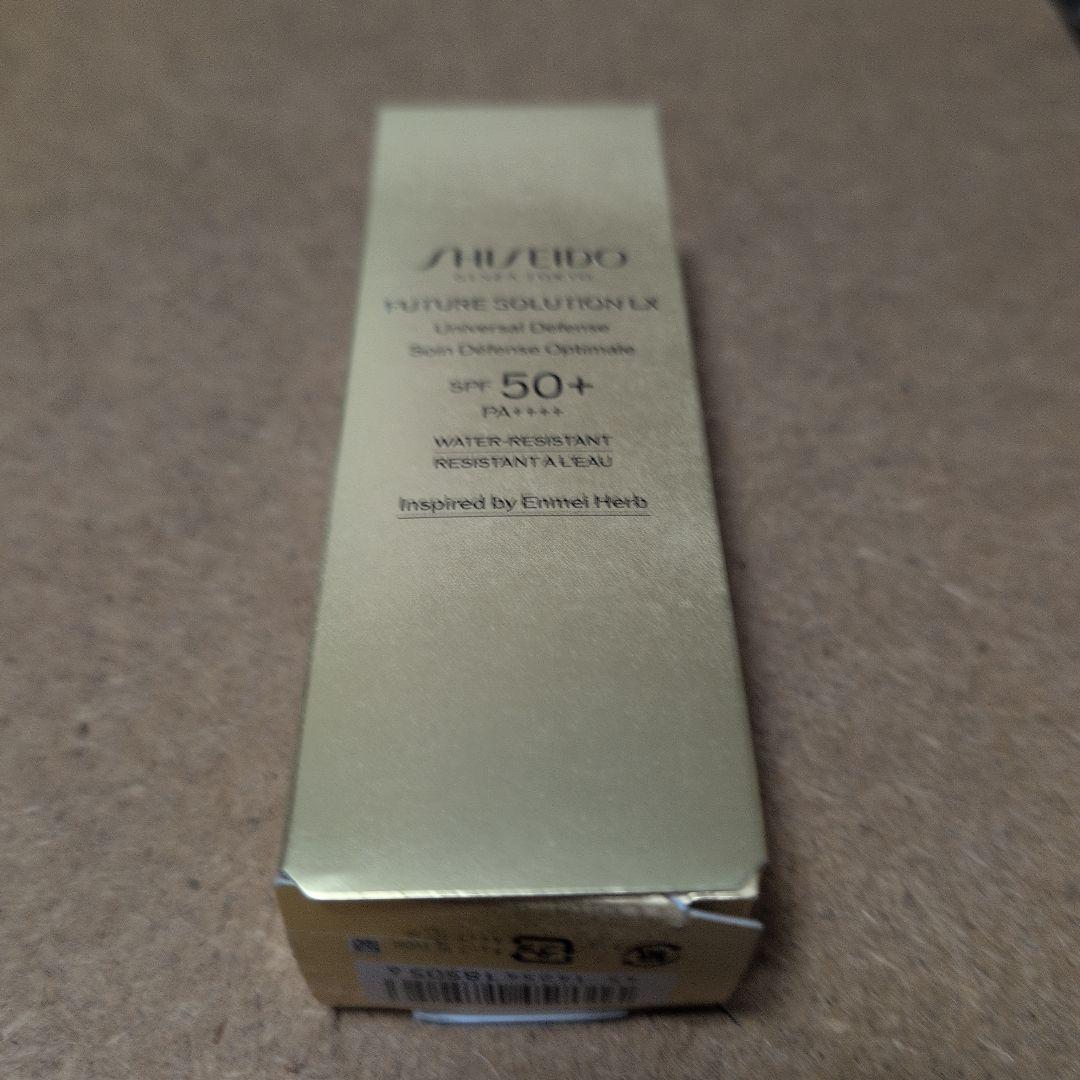 SHISEIDO
GINZA TOKYO
FUTURE SOLUTION LX
Universal Defense
Soin Défense Optimale
SPF 50+
PA++++
WATER-RESISTANT
RESISTANT A L'EAU
Inspired by Enmei Herb